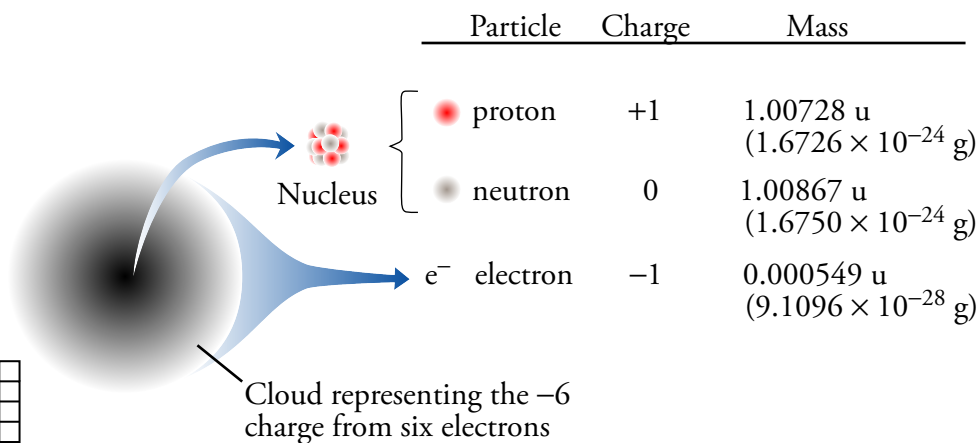 Particle Charge Mass
proton +1 1.00728 u
(1.6726 × 10⁻²⁴ g)
Nucleus
neutron 0 1.00867 u
(1.6750 × 10⁻²⁴ g)
e⁻ electron −1 0.000549 u
(9.1096 × 10⁻²⁸ g)
Cloud representing the −6
charge from six electrons